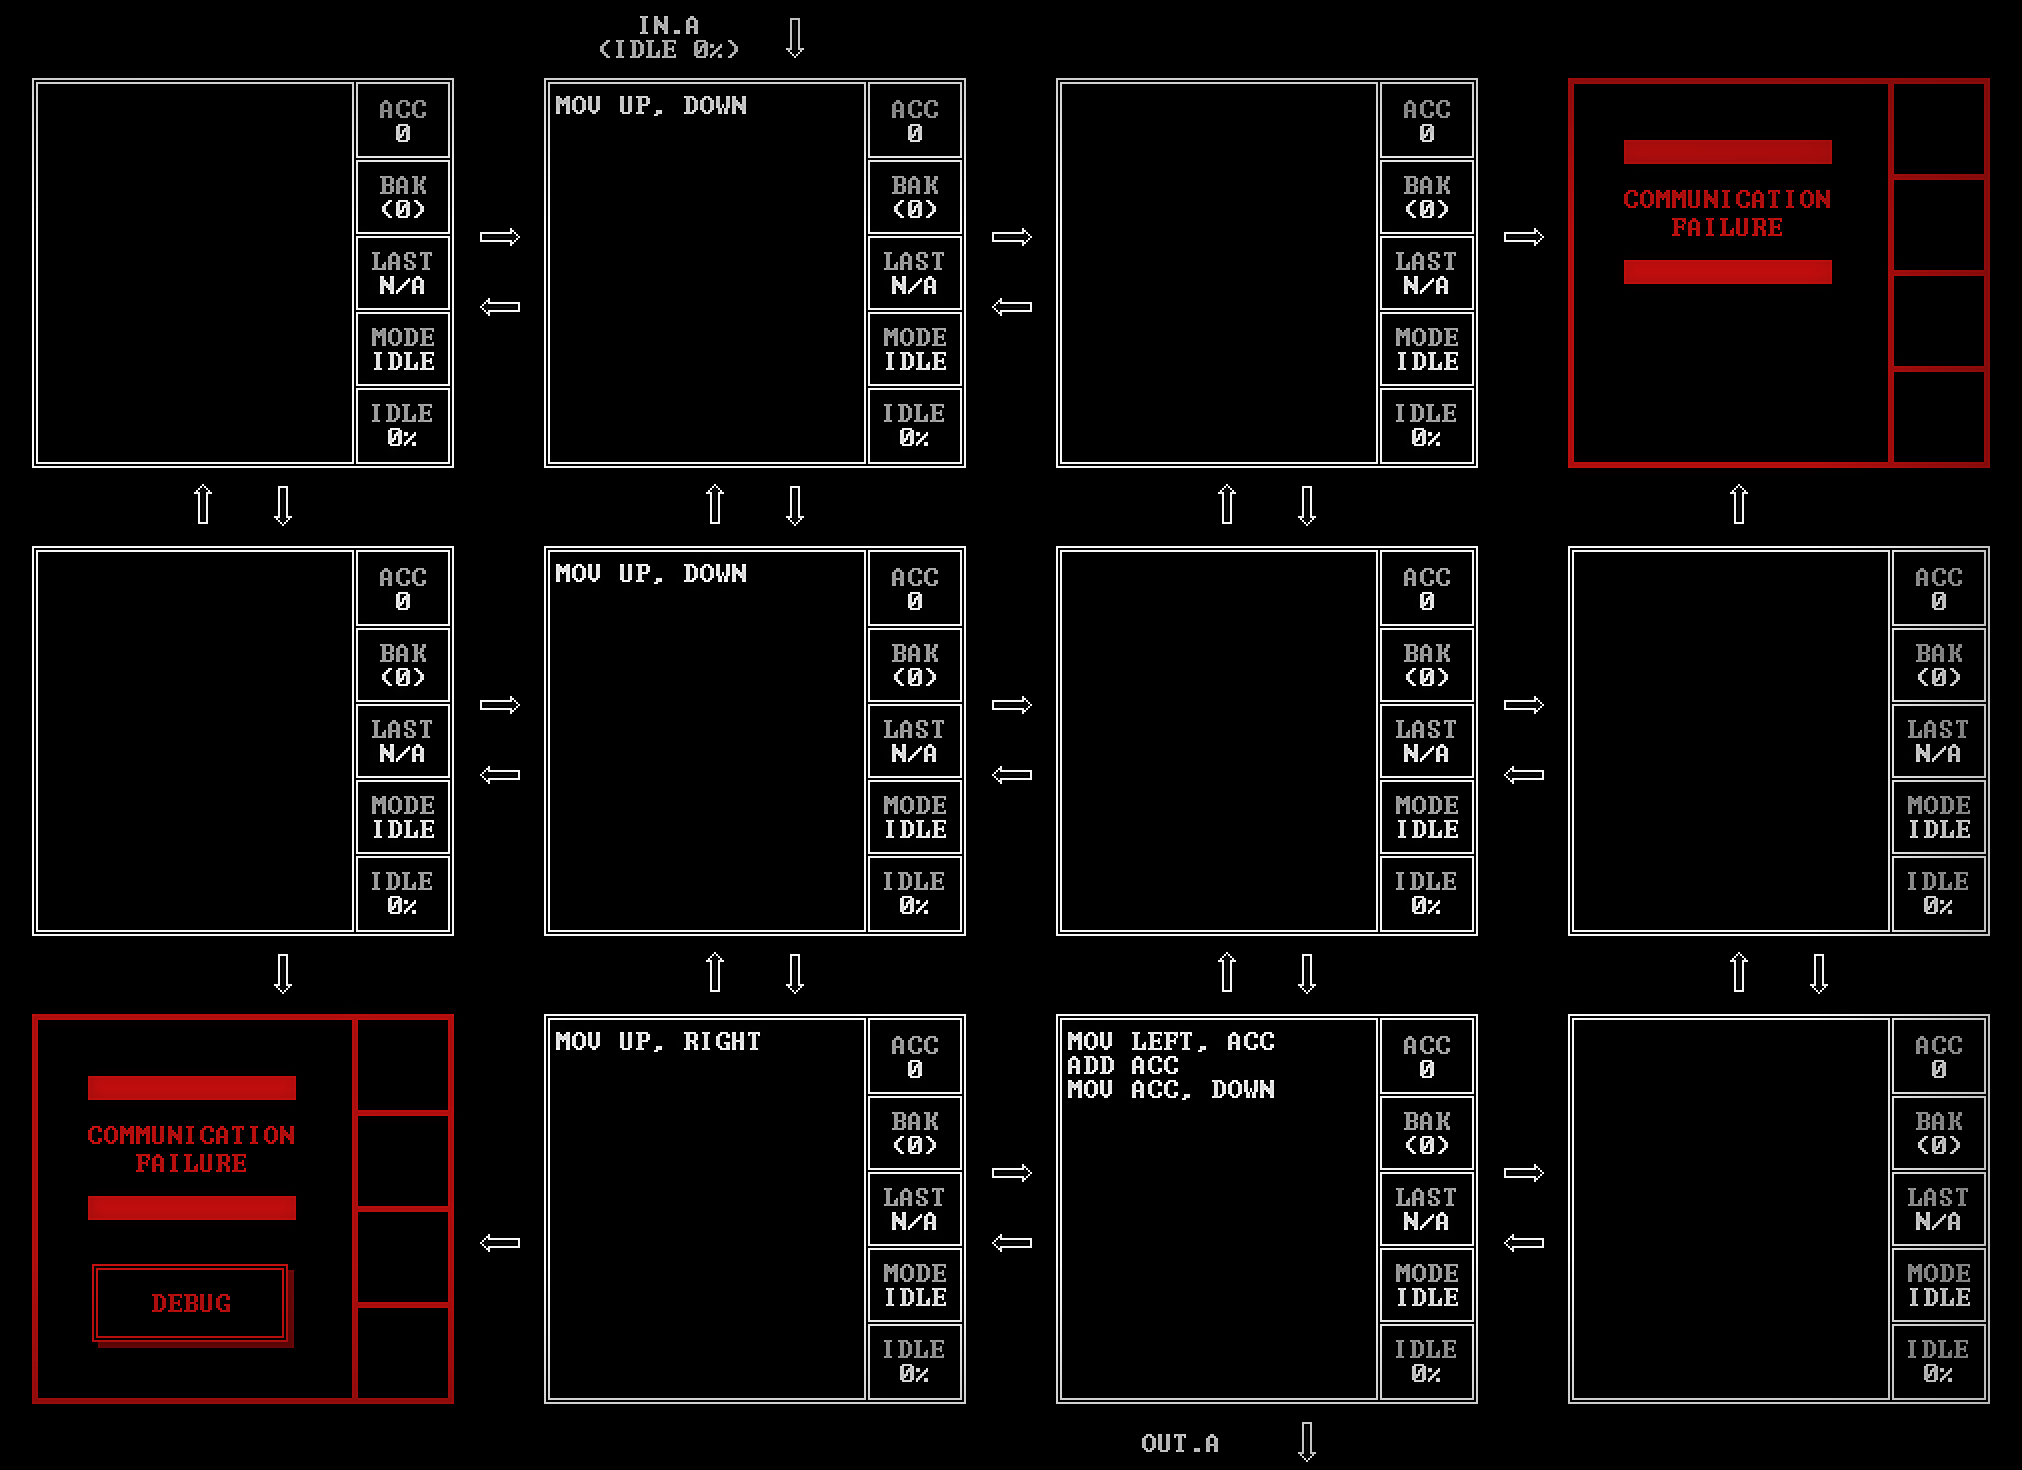 IN.A
(IDLE 0%)
ACC
0
BAK
(0)
LAST
N/A
MODE
IDLE
IDLE
0%
MOV UP, DOWN
ACC
0
BAK
(0)
LAST
N/A
MODE
IDLE
IDLE
0%
ACC
0
BAK
(0)
LAST
N/A
MODE
IDLE
IDLE
0%
COMMUNICATION
FAILURE
ACC
0
BAK
(0)
LAST
N/A
MODE
IDLE
IDLE
0%
MOV UP, DOWN
ACC
0
BAK
(0)
LAST
N/A
MODE
IDLE
IDLE
0%
ACC
0
BAK
(0)
LAST
N/A
MODE
IDLE
IDLE
0%
ACC
0
BAK
(0)
LAST
N/A
MODE
IDLE
IDLE
0%
COMMUNICATION
FAILURE
DEBUG
MOV UP, RIGHT
ACC
0
BAK
(0)
LAST
N/A
MODE
IDLE
IDLE
0%
MOV LEFT, ACC
ADD ACC
MOV ACC, DOWN
ACC
0
BAK
(0)
LAST
N/A
MODE
IDLE
IDLE
0%
ACC
0
BAK
(0)
LAST
N/A
MODE
IDLE
IDLE
0%
OUT.A